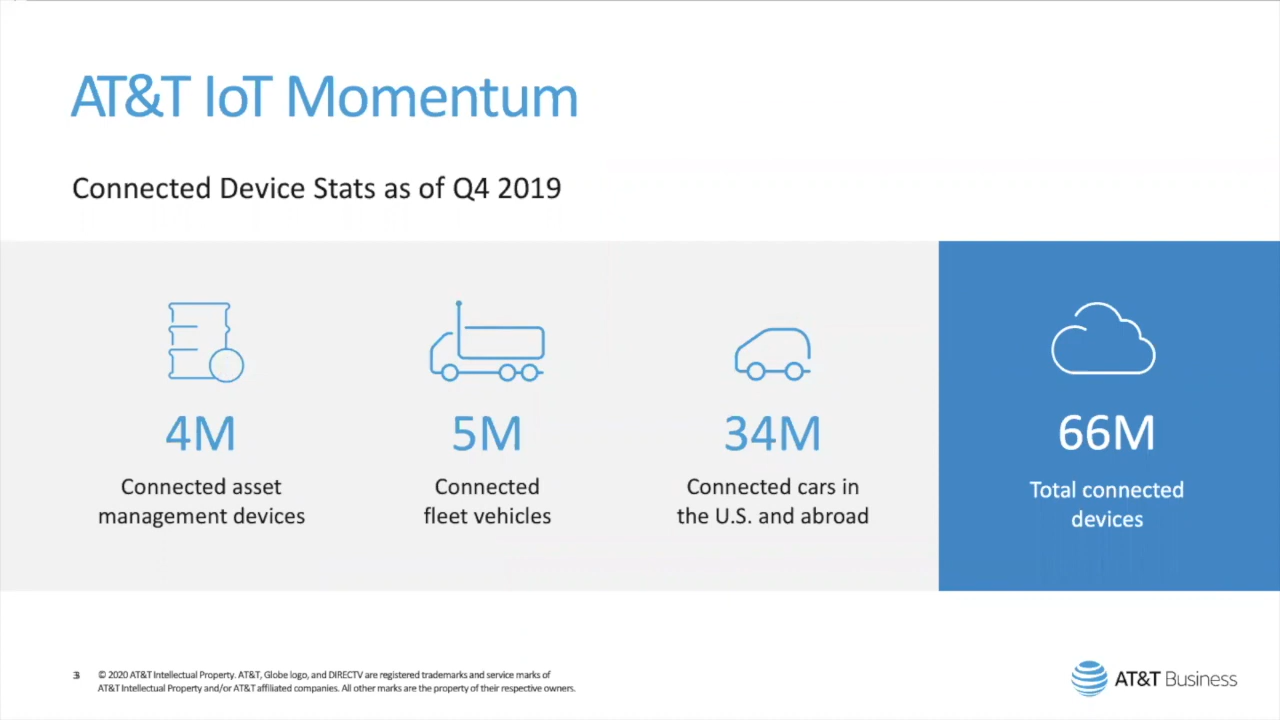 AT&T IoT Momentum
Connected Device Stats as of Q4 2019
4M
Connected asset
management devices
5M
Connected
fleet vehicles
34M
Connected cars in
the U.S. and abroad
66M
Total connected
devices
3
© 2020 AT&T Intellectual Property. AT&T, Globe logo, and DIRECTV are registered trademarks and service marks of
AT&T Intellectual Property and/or AT&T affiliated companies. All other marks are the property of their respective owners.
AT&T Business